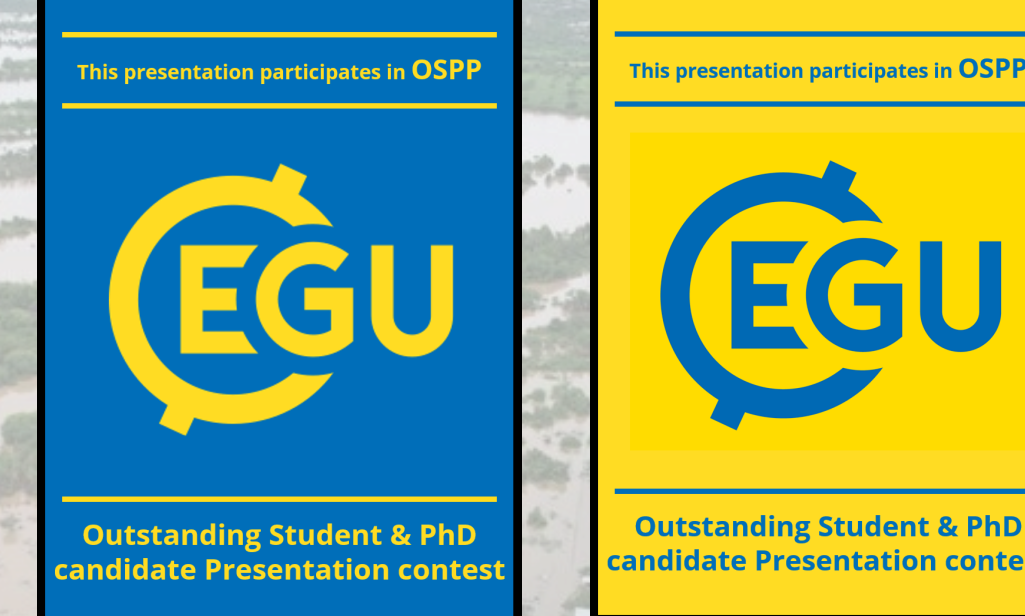 This presentation participates in OSPP
EGU
Outstanding Student & PhD
candidate Presentation contest
This presentation participates in OSPP
EGU
Outstanding Student & PhD
candidate Presentation conte